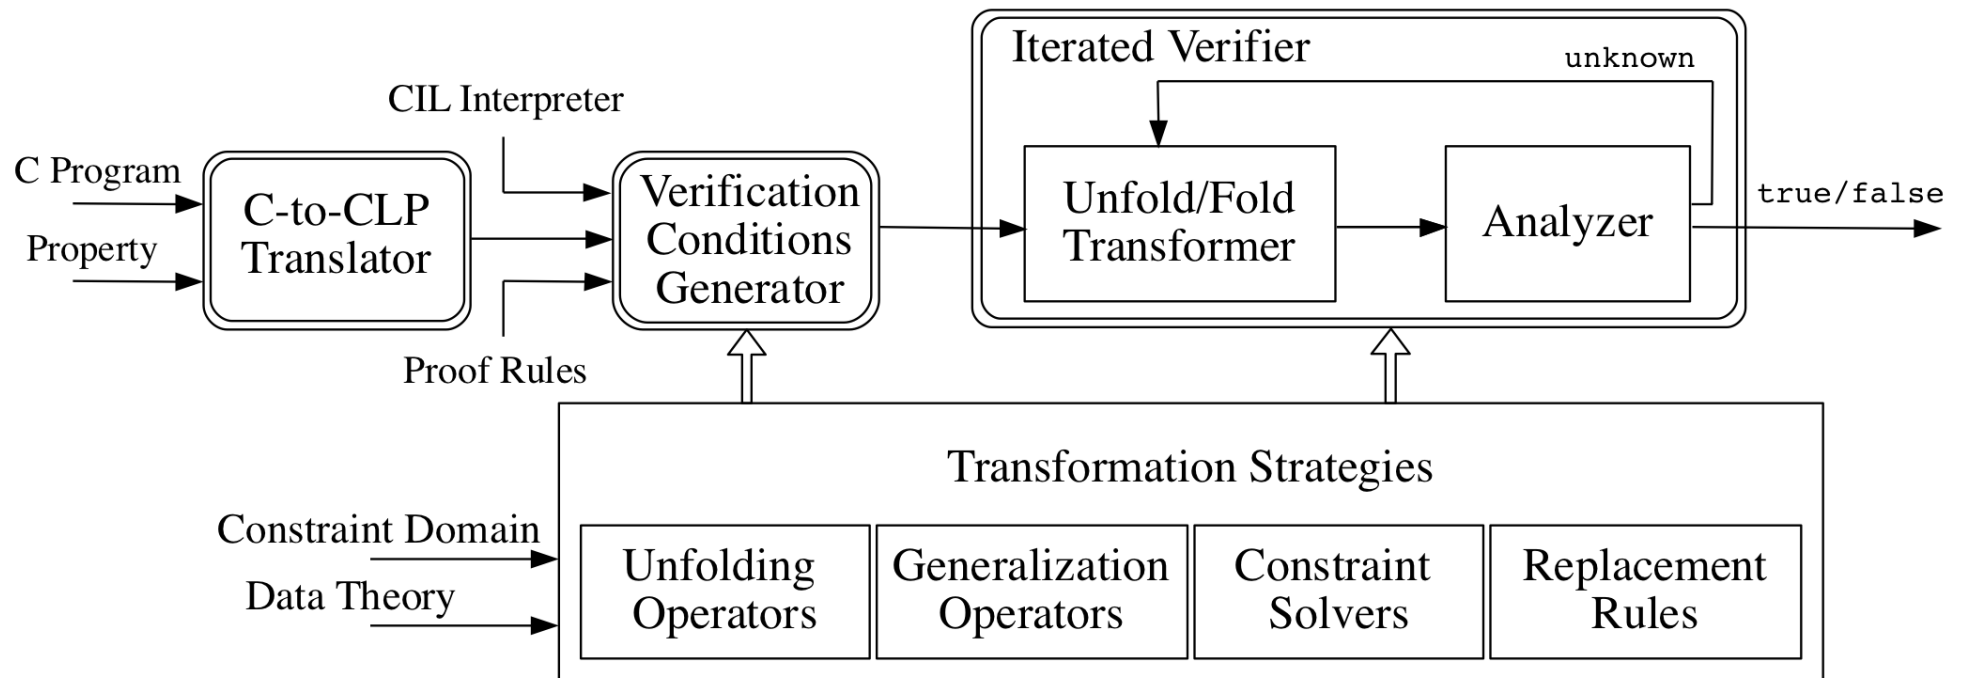 Iterated Verifier
unknown
CIL Interpreter
C Program
Property
C-to-CLP
Translator
Verification
Conditions
Generator
Unfold/Fold
Transformer
Analyzer
true/false
Proof Rules
Transformation Strategies
Constraint Domain
Data Theory
Unfolding
Operators
Generalization
Operators
Constraint
Solvers
Replacement
Rules